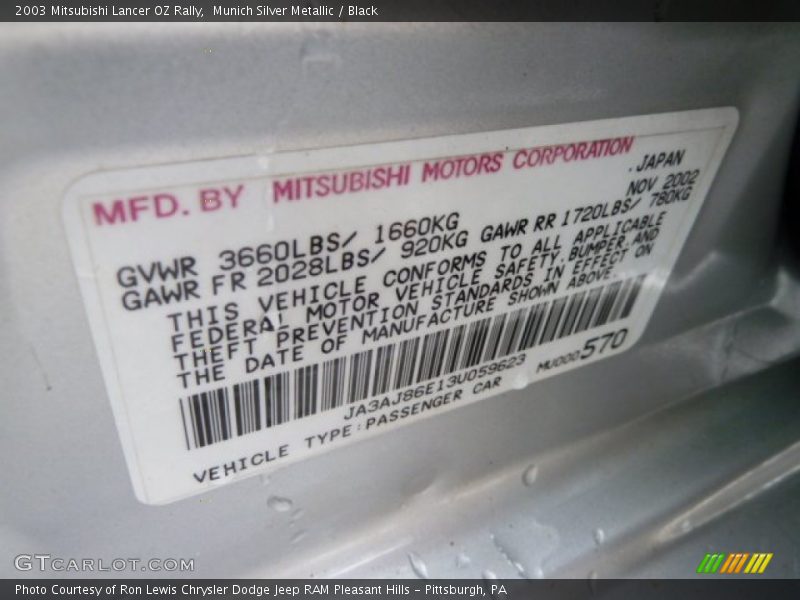 2003 Mitsubishi Lancer OZ Rally,  Munich Silver Metallic / Black
MFD. BY MITSUBISHI MOTORS CORPORATION
.JAPAN
NOV 2002
GVWR 3660LBS/ 1660KG
GAWR FR 2028LBS/ 920KG GAWR RR 1720LBS/ 780KG
THIS VEHICLE CONFORMS TO ALL APPLICABLE
FEDERAL MOTOR VEHICLE SAFETY.BUMPER.AND
THEFT PREVENTION STANDARDS IN EFFECT ON
THE DATE OF MANUFACTURE SHOWN ABOVE.
JA3AJ86E13U059623
MU000570
VEHICLE TYPE:PASSENGER CAR
GTCARLOT.COM
Photo Courtesy of Ron Lewis Chrysler Dodge Jeep RAM Pleasant Hills - Pittsburgh, PA